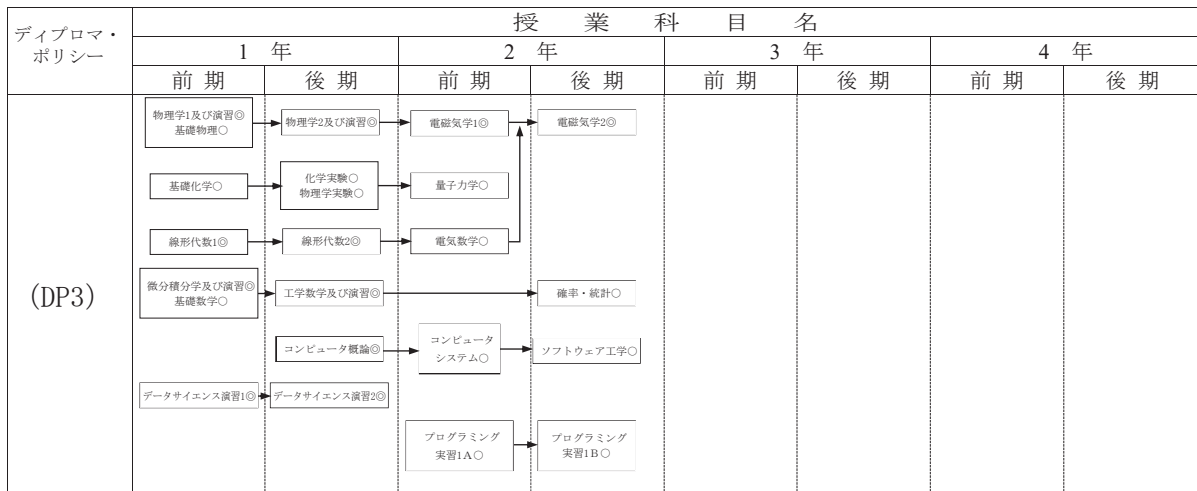 ディプロマ・
ポリシー
授 業 科 目 名
1 年
2 年
3 年
4 年
前 期
後 期
前 期
後 期
前 期
後 期
前 期
後 期
(DP3)
物理学1及び演習◎
基礎物理○
物理学2及び演習◎
電磁気学1◎
電磁気学2◎
基礎化学○
化学実験○
物理学実験○
量子力学○
線形代数1◎
線形代数2◎
電気数学○
微分積分学及び演習◎
基礎数学○
工学数学及び演習◎
確率・統計○
コンピュータ概論◎
コンピュータ
システム○
ソフトウェア工学○
データサイエンス演習1◎
データサイエンス演習2◎
プログラミング
実習1A○
プログラミング
実習1B○